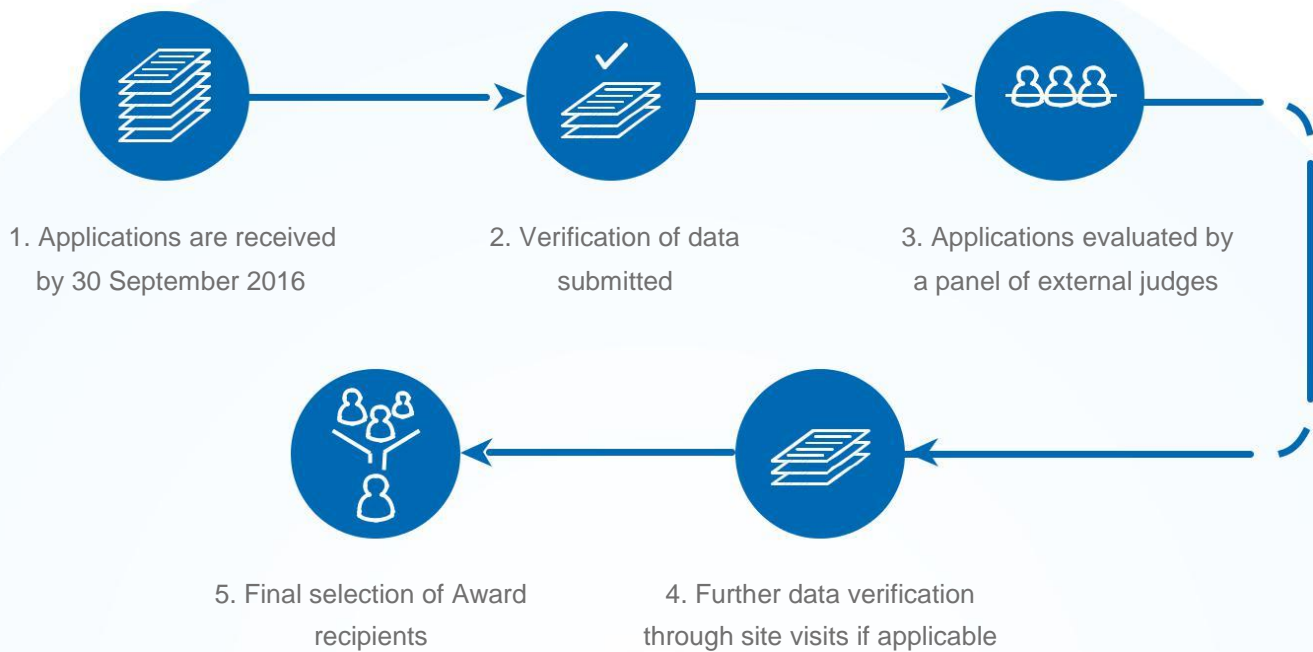 1. Applications are received
by 30 September 2016
2. Verification of data
submitted
3. Applications evaluated by
a panel of external judges
4. Further data verification
through site visits if applicable
5. Final selection of Award
recipients